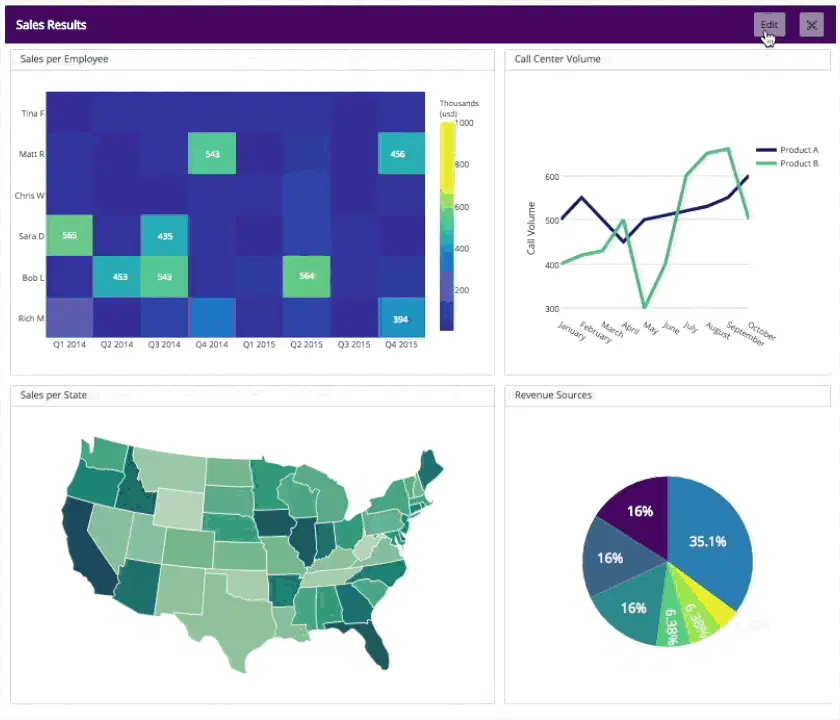 Sales Results
Edit
Sales per Employee
Call Center Volume
Thousands
(usd)
1000
800
600
400
200
Tina F
Matt R
543
456
Chris W
Sara D
565
435
Bob L
453
543
564
Rich M
394
Q1 2014
Q2 2014
Q3 2014
Q4 2014
Q1 2015
Q2 2015
Q3 2015
Q4 2015
Product A
Product B
Call Volume
600
500
400
300
January
February
March
April
May
June
July
August
September
October
Sales per State
Revenue Sources
16%
35.1%
16%
16%
6.38%
6.38%